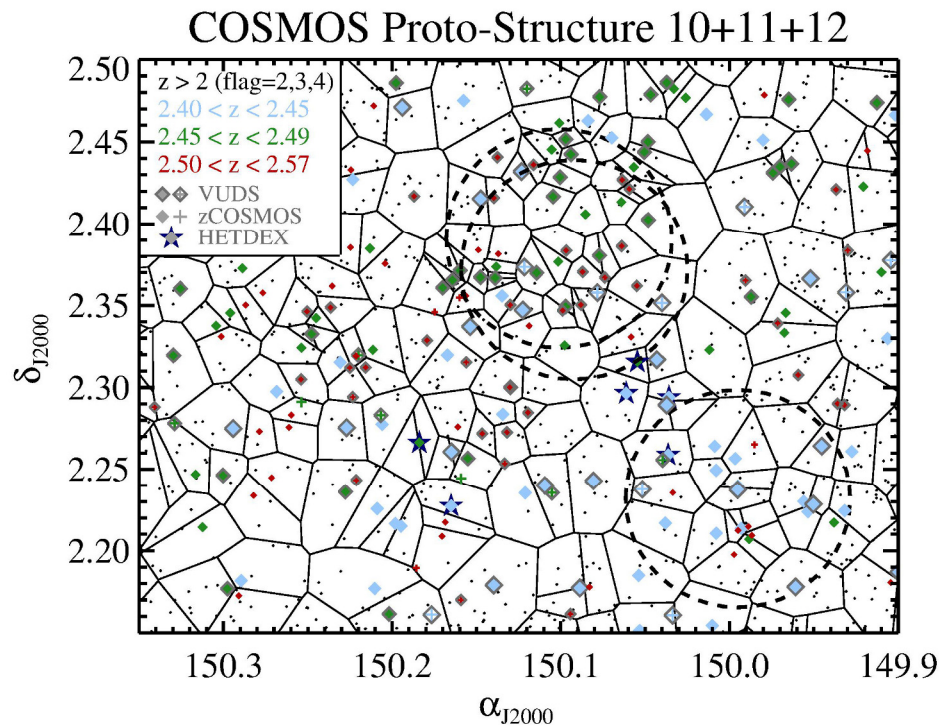 COSMOS Proto-Structure 10+11+12
z > 2 (flag=2,3,4)
2.40 < z < 2.45
2.45 < z < 2.49
2.50 < z < 2.57
VUDS
zCOSMOS
HETDEX
2.50
2.45
2.40
2.35
2.30
2.25
2.20
δJ2000
150.3 150.2 150.1 150.0 149.9
αJ2000